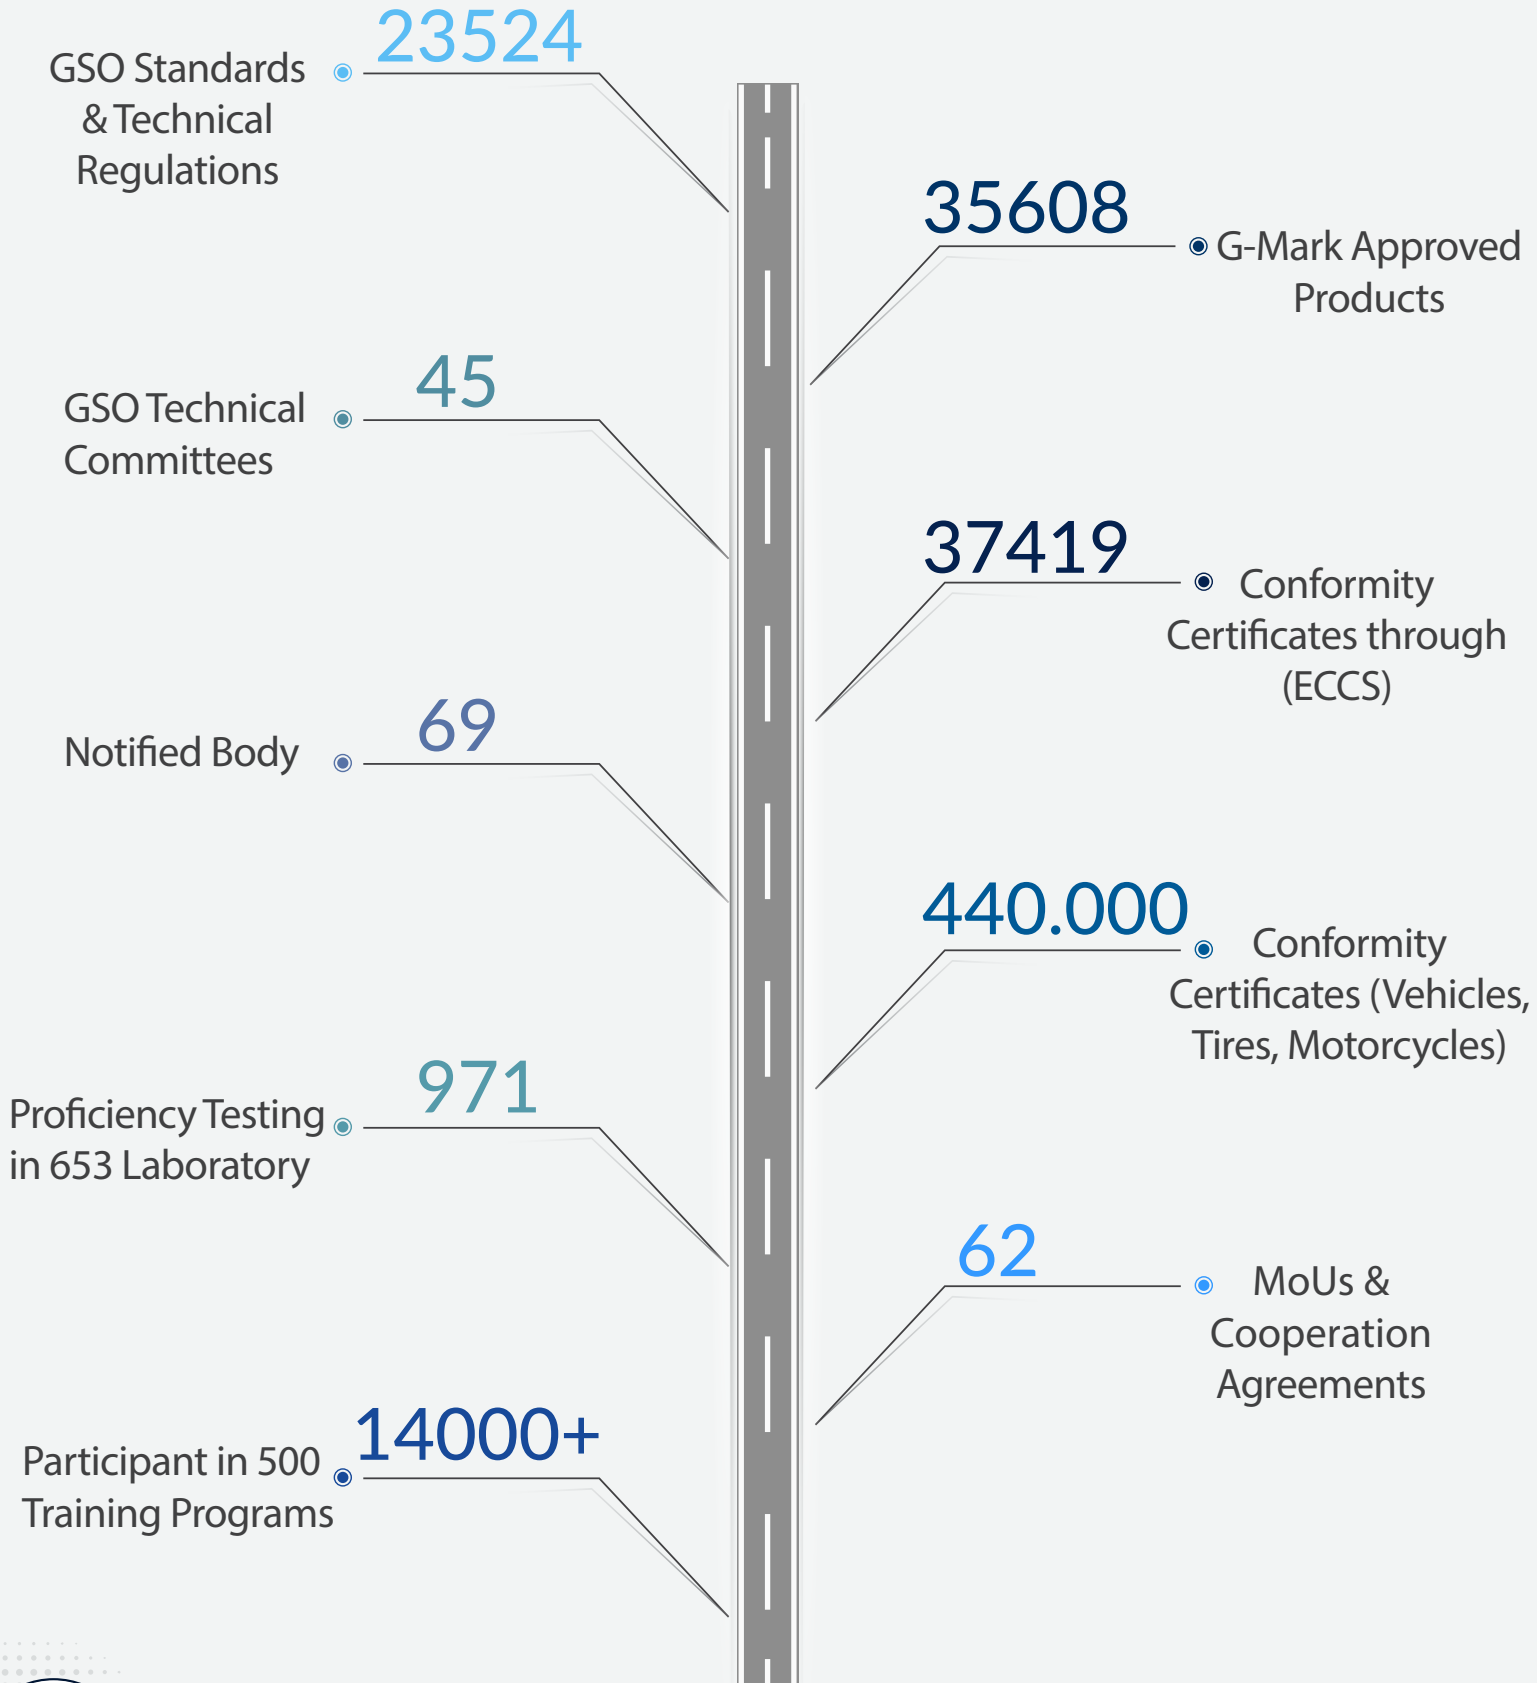 23524
GSO Standards
& Technical
Regulations
35608
G-Mark Approved
Products
45
GSO Technical
Committees
37419
Conformity
Certificates through
(ECCS)
69
Notified Body
440.000
Conformity
Certificates (Vehicles,
Tires, Motorcycles)
971
Proficiency Testing
in 653 Laboratory
62
MoUs &
Cooperation
Agreements
14000+
Participant in 500
Training Programs